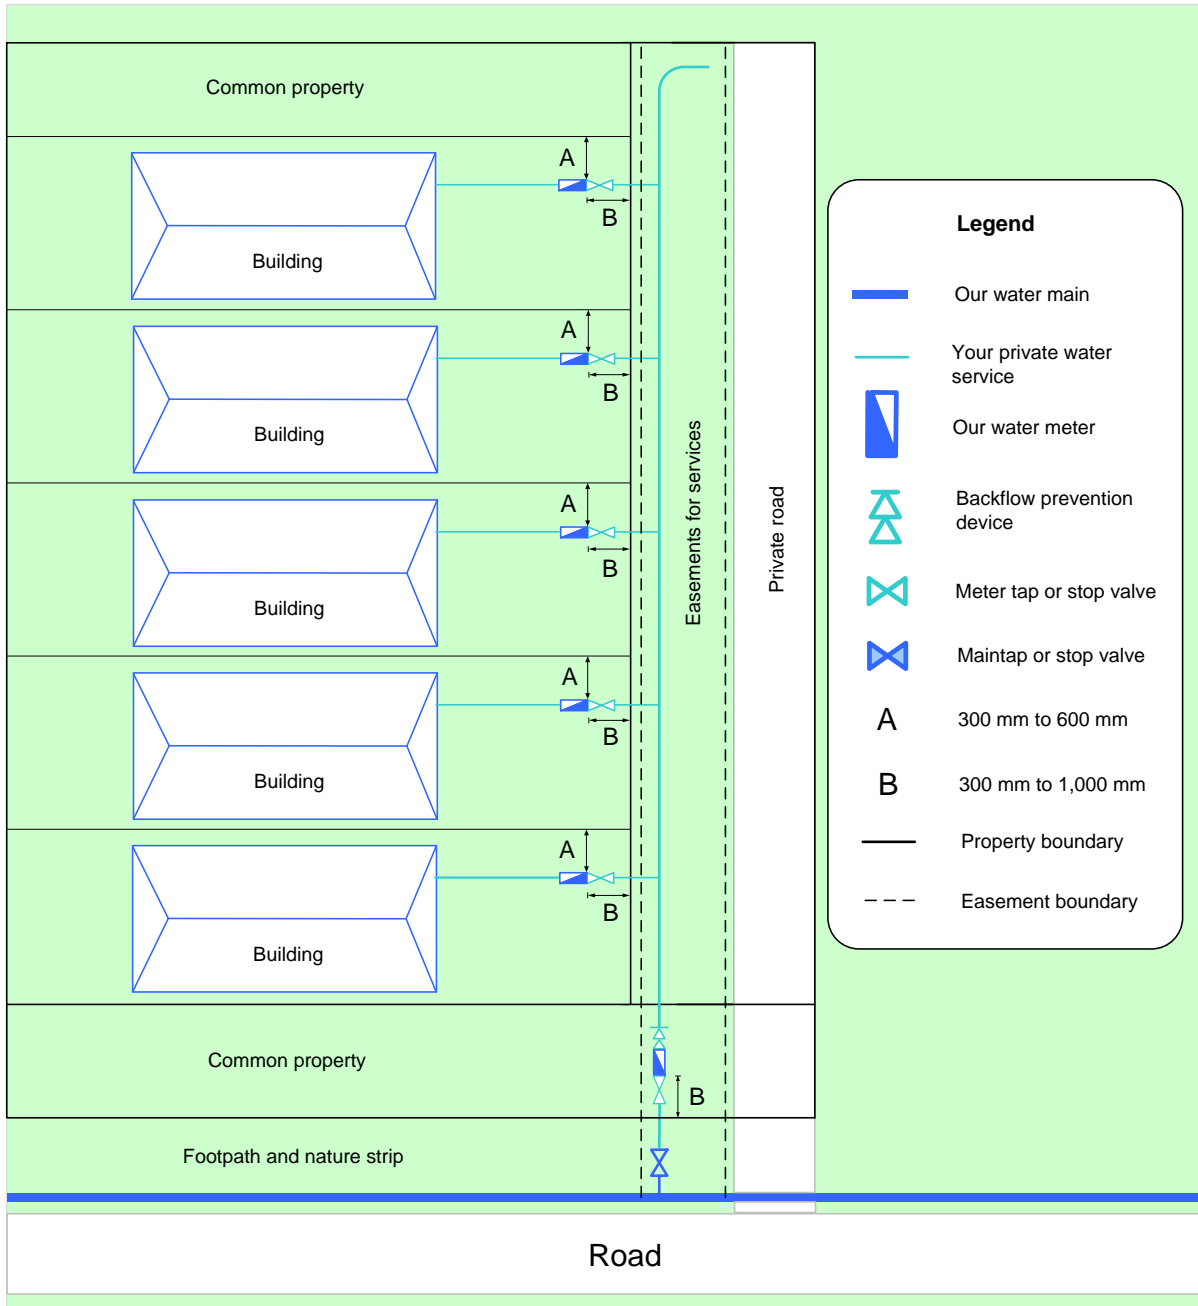 Common property
A
B
Building
A
B
Building
A
B
Building
A
B
Building
A
B
Building
Common property
B
Footpath and nature strip
Road
Easements for services
Private road
Legend
Our water main
Your private water
service
Our water meter
Backflow prevention
device
Meter tap or stop valve
Maintap or stop valve
A 300 mm to 600 mm
B 300 mm to 1,000 mm
Property boundary
Easement boundary